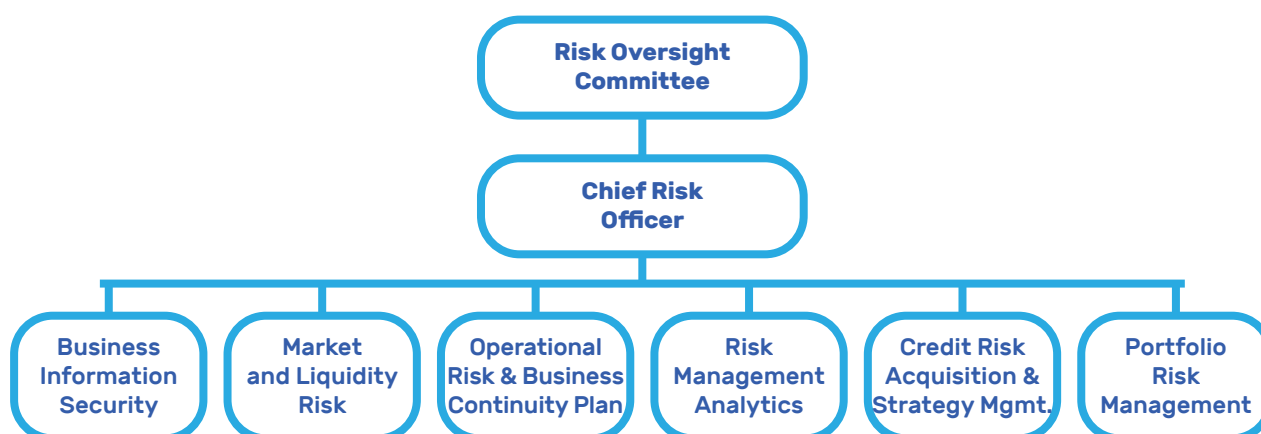 Risk Oversight
Committee
Chief Risk
Officer
Business
Information
Security
Market
and Liquidity
Risk
Operational
Risk & Business
Continuity Plan
Risk
Management
Analytics
Credit Risk
Acquisition &
Strategy Mgmt.
Portfolio
Risk
Management